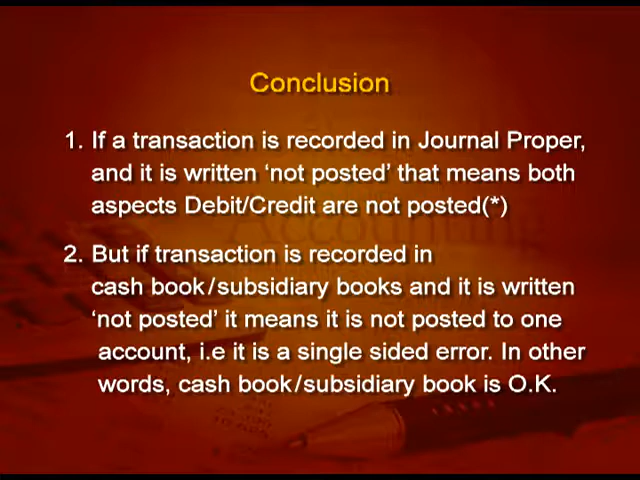 Conclusion
1. If a transaction is recorded in Journal Proper,
and it is written ‘not posted’ that means both
aspects Debit/Credit are not posted(*)
2. But if transaction is recorded in
cash book/subsidiary books and it is written
‘not posted’ it means it is not posted to one
account, i.e it is a single sided error. In other
words, cash book/subsidiary book is O.K.